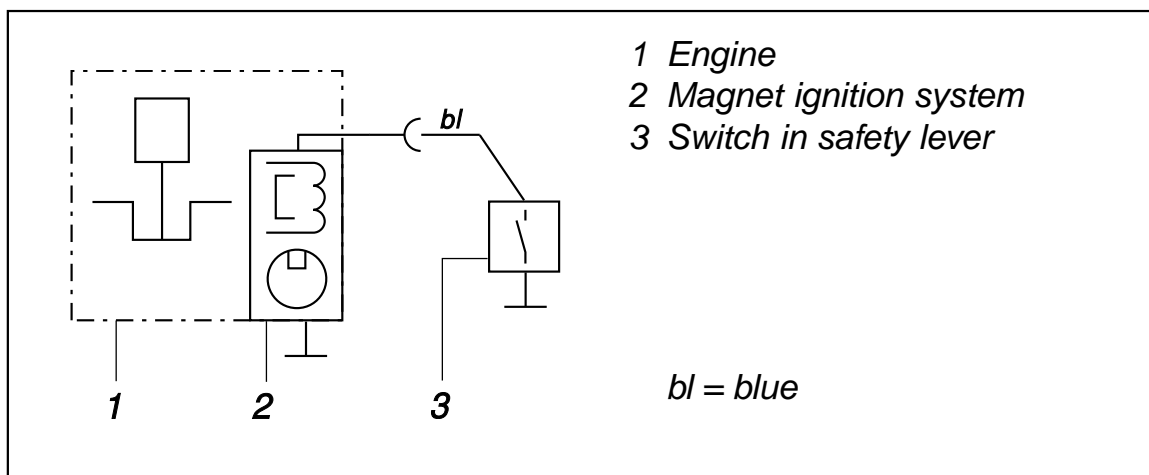 1 Engine
2 Magnet ignition system
3 Switch in safety lever
bl
1 2 3
bl = blue